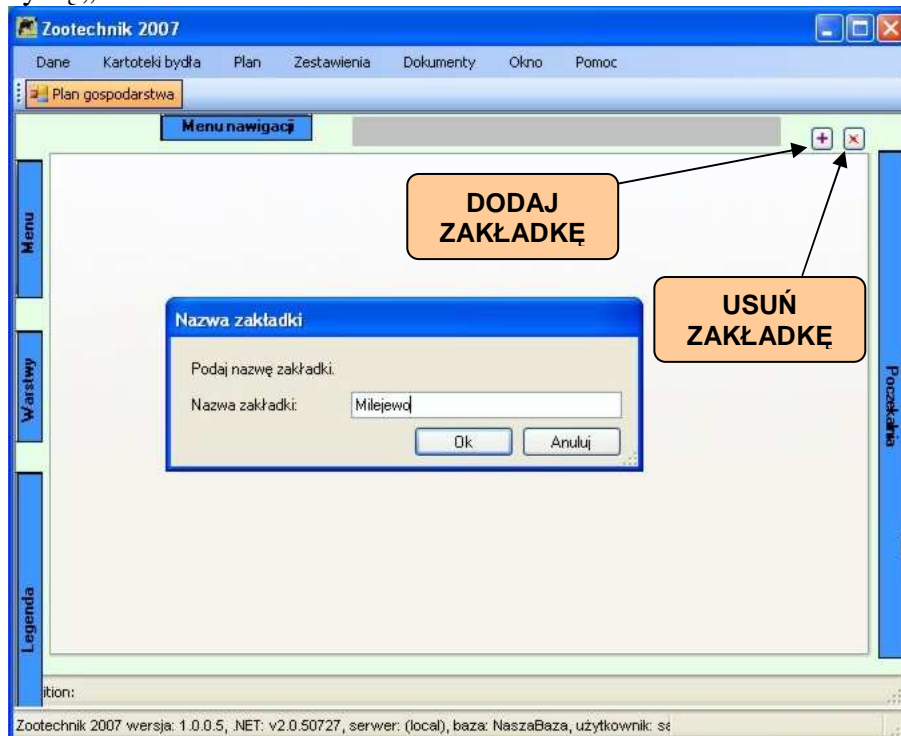 Zootechnik 2007
Dane Kartoteki bydła Plan Zestawienia Dokumenty Okno Pomoc
Plan gospodarstwa
Menu nawigacji
DODAJ
ZAKŁADKĘ
USUŃ
ZAKŁADKĘ
Menu
Warstwy
Legenda
Poczekalnia
Nazwa zakładki
Podaj nazwę zakładki.
Nazwa zakładki: Milejewo
Ok Anuluj
ition:
Zootechnik 2007 wersja: 1.0.0.5, .NET: v2.0.50727, serwer: (local), baza: NaszaBaza, użytkownik: sa